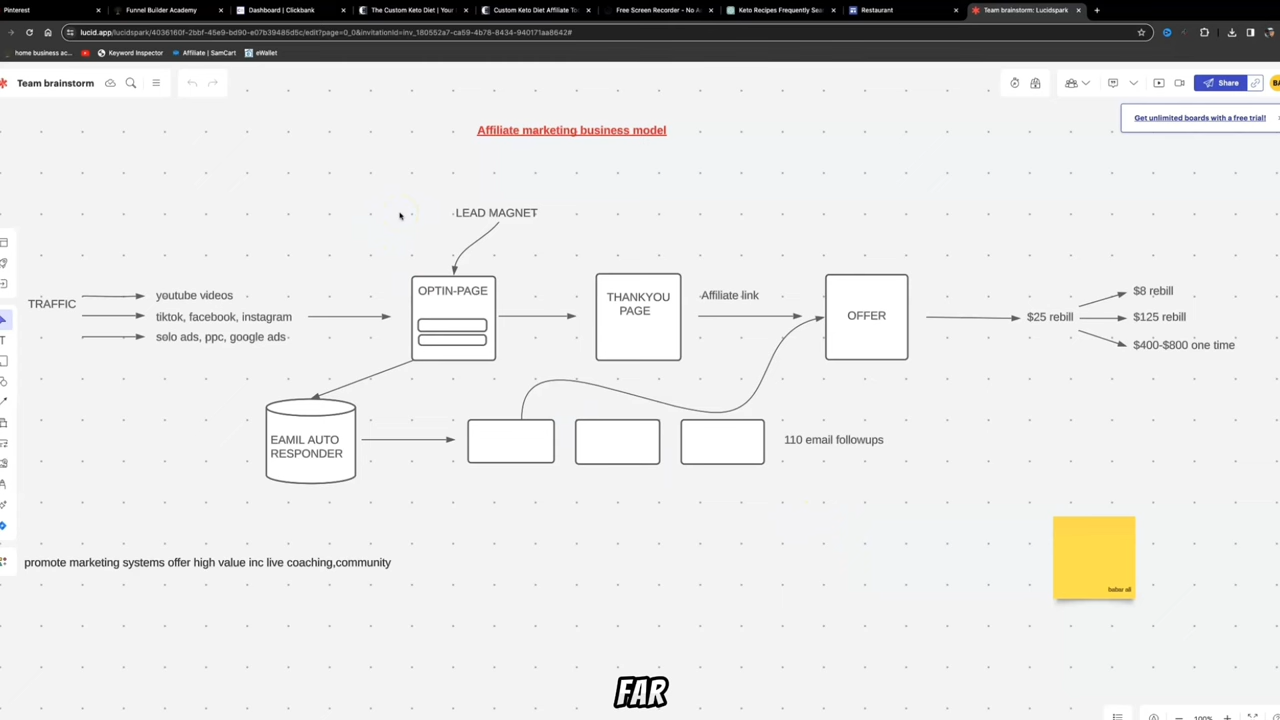 Pinterest
Funnel Builder Academy
Dashboard | Clickbank
The Custom Keto Diet | Your
Custom Keto Diet Affiliate To
Free Screen Recorder - No A
Keto Recipes Frequently Sea
Restaurant
Team brainstorm: Lucidspark
lucid.app/lucidspark/4036160f-2bbf-45e9-bd90-e07b39485d5c/edit?page=0_0&invitationId=inv_180552a7-ca59-4b78-8434-940171aa8642#
home business ac...
Keyword Inspector
Affiliate | SamCart
eWallet
Team brainstorm
Share
BA
Get unlimited boards with a free trial!
Affiliate marketing business model
LEAD MAGNET
TRAFFIC
youtube videos
tiktok, facebook, instagram
solo ads, ppc, google ads
OPTIN-PAGE
THANKYOU
PAGE
Affiliate link
OFFER
$25 rebill
$8 rebill
$125 rebill
$400-$800 one time
EAMIL AUTO
RESPONDER
110 email followups
promote marketing systems offer high value inc live coaching,community
babar ali
FAR
100%